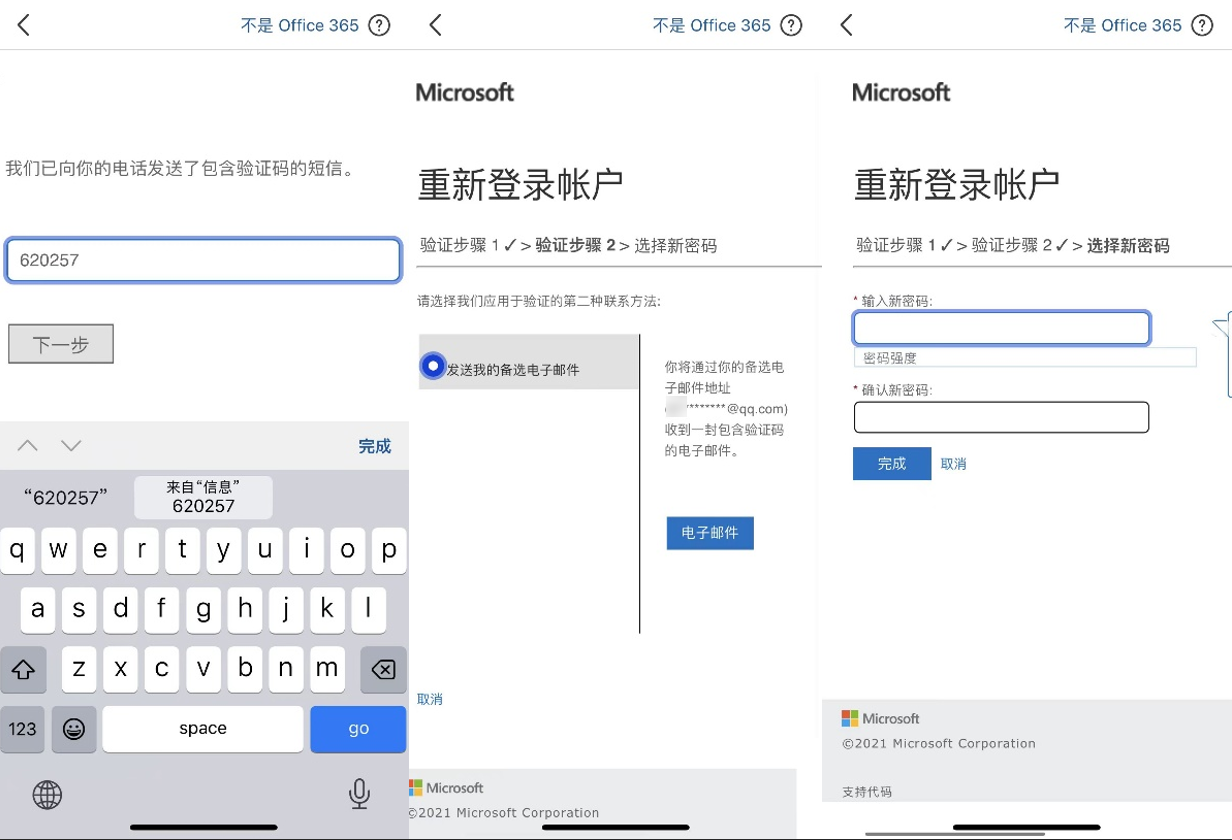 不是 Office 365 ?
我们已向你的电话发送了包含验证码的短信。
620257
下一步
完成
“620257”
来自“信息”
620257
q w e r t y u i o p
a s d f g h j k l
z x c v b n m
123 space go
不是 Office 365 ?
Microsoft
重新登录帐户
验证步骤 1 ✓ > 验证步骤 2 > 选择新密码
请选择我们应用于验证的第二种联系方法:
发送我的备选电子邮件
你将通过你的备选电
子邮件地址
*******@qq.com)
收到一封包含验证码
的电子邮件。
电子邮件
取消
Microsoft
©2021 Microsoft Corporation
不是 Office 365 ?
Microsoft
重新登录帐户
验证步骤 1 ✓ > 验证步骤 2 ✓ > 选择新密码
* 输入新密码:
密码强度
* 确认新密码:
完成 取消
Microsoft
©2021 Microsoft Corporation
支持代码